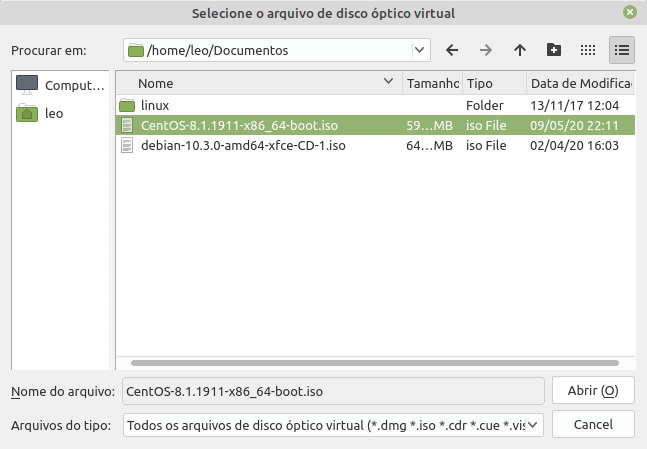 Selecione o arquivo de disco óptico virtual
Procurar em: /home/leo/Documentos
Comput...
leo
Nome Tamanho Tipo Data de Modifica
linux Folder 13/11/17 12:04
CentOS-8.1.1911-x86_64-boot.iso 59...MB iso File 09/05/20 22:11
debian-10.3.0-amd64-xfce-CD-1.iso 64...MB iso File 02/04/20 16:03
Nome do arquivo: CentOS-8.1.1911-x86_64-boot.iso Abrir (O)
Arquivos do tipo: Todos os arquivos de disco óptico virtual (*.dmg *.iso *.cdr *.cue *.vis Cancel